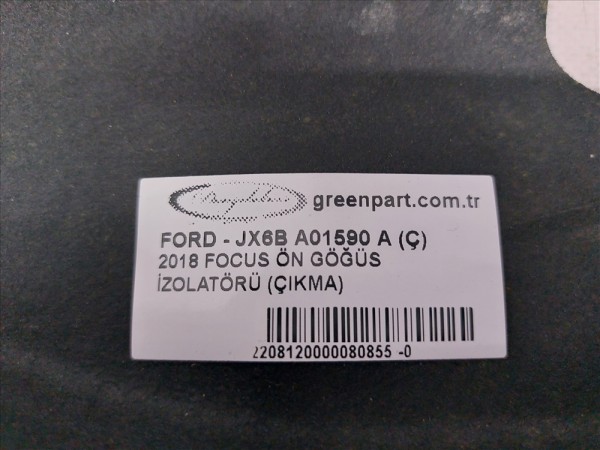 greenpart.com.tr
FORD - JX6B A01590 A (Ç)
2018 FOCUS ÖN GÖĞÜS
İZOLATÖRÜ (ÇIKMA)
2208120000080855 -0